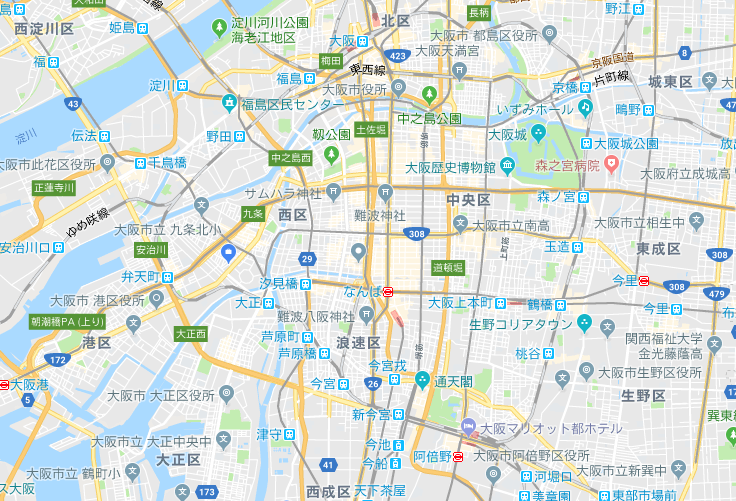 大和田
北区
長柄
野江
淀川河川公園
海老江地区
西淀川区
姫島
大阪
大阪市 都島区役所
大阪天満宮
423
8
福
梅田
東西線
京阪国道
片町線
城東区
淀川
福島
大阪市役所
京橋
43
福島区民センター
中之島公園
いずみホール
鴫野
淀川
伝法
野田
靱公園
土佐堀
大阪城
大阪城公園
放出
大阪市此花区役所
千鳥橋
中之島西
大阪歴史博物館
森之宮病院
大阪府立成城高
正蓮寺川
サムハラ神社
中央区
森ノ宮
ゆめ咲線
九条
西区
難波神社
大阪市立 九条北小
308
大阪市立南高
大阪市立相生中
安治川口
安治川
玉造
東成区
308
29
道頓堀
弁天町
汐見橋
なんば
今里
308
479
大阪市 港区役所
大正
大阪上本町
鶴橋
今里
布
朝潮橋PA (上り)
難波八阪神社
生野コリアタウン
大正西
芦原町
港区
芦原橋
浪速区
関西福祉大学
金光藤蔭高
172
桃谷
今宮戎
大阪港
今宮
26
通天閣
大阪市生野区役所
5
大阪市 大正区役所
生野区
17
新今宮
巽東
大阪マリオット都ホテル
津守
大阪市立 大正中央中
今池
阿倍野
大阪市阿倍野区役所
大正区
41
今船
大阪市立新巽中
大阪市立 鶴町小
河堀口
ス大阪
173
西成区
天下茶屋
美章園
東部市場前